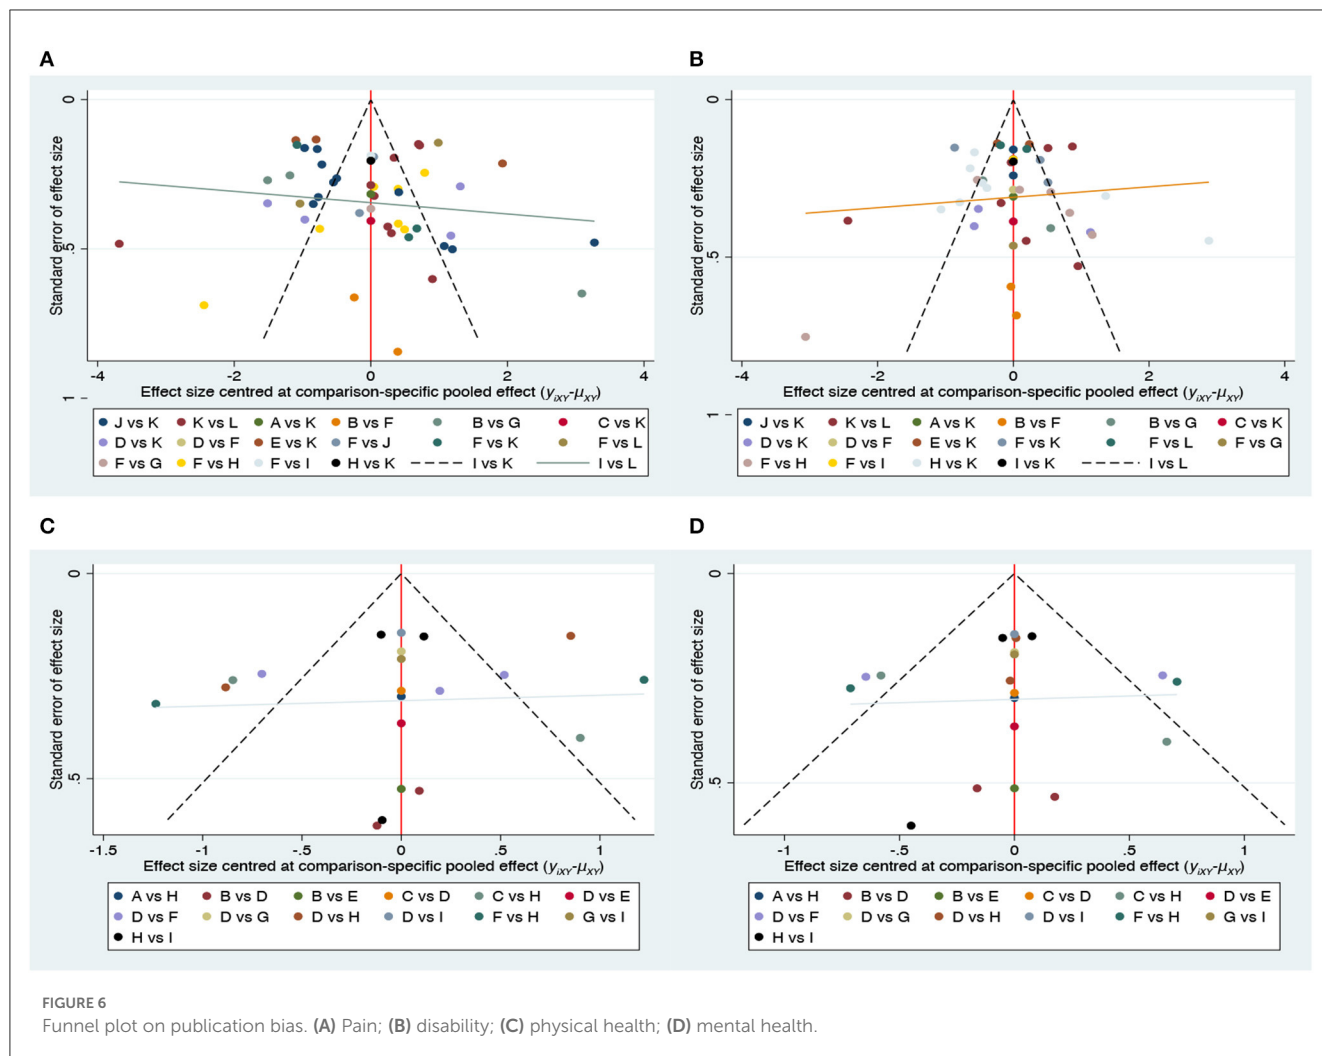 A
B
0
.5
1
Standard error of effect size
-4
-2
0
2
4
Effect size centred at comparison-specific pooled effect (yiXY-μXY)
J vs K K vs L A vs K B vs F B vs G C vs K
D vs K D vs F E vs K F vs J F vs K F vs L
F vs G F vs H F vs I H vs K I vs K I vs L
0
.5
1
Standard error of effect size
-4
-2
0
2
4
Effect size centred at comparison-specific pooled effect (yiXY-μXY)
J vs K K vs L A vs K B vs F B vs G C vs K
D vs K D vs F E vs K F vs K F vs L F vs G
F vs H F vs I H vs K I vs K I vs L
C
D
0
.5
Standard error of effect size
-1.5
-1
-.5
0
.5
1
Effect size centred at comparison-specific pooled effect (yiXY-μXY)
A vs H B vs D B vs E C vs D C vs H D vs E
D vs F D vs G D vs H D vs I F vs H G vs I
H vs I
0
.5
Standard error of effect size
-1
-.5
0
.5
1
Effect size centred at comparison-specific pooled effect (yiXY-μXY)
A vs H B vs D B vs E C vs D C vs H D vs E
D vs F D vs G D vs H D vs I F vs H G vs I
H vs I
FIGURE 6
Funnel plot on publication bias. (A) Pain; (B) disability; (C) physical health; (D) mental health.